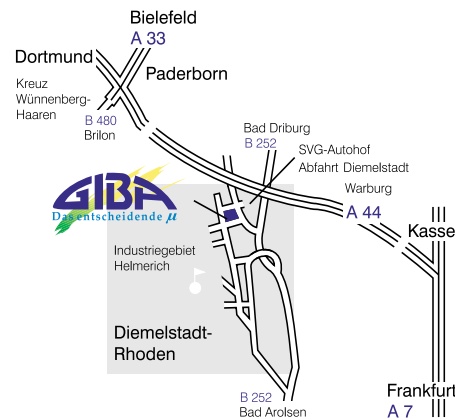 Bielefeld
A 33
Dortmund
Paderborn
Kreuz
Wünnenberg-
Haaren
B 480
Brilon
Bad Driburg
B 252
SVG-Autohof
Abfahrt Diemelstadt
Warburg
A 44
GIBA
Das entscheidende µ
Kasse
Industriegebiet
Helmerich
Diemelstadt-
Rhoden
B 252
Bad Arolsen
Frankfurt
A 7